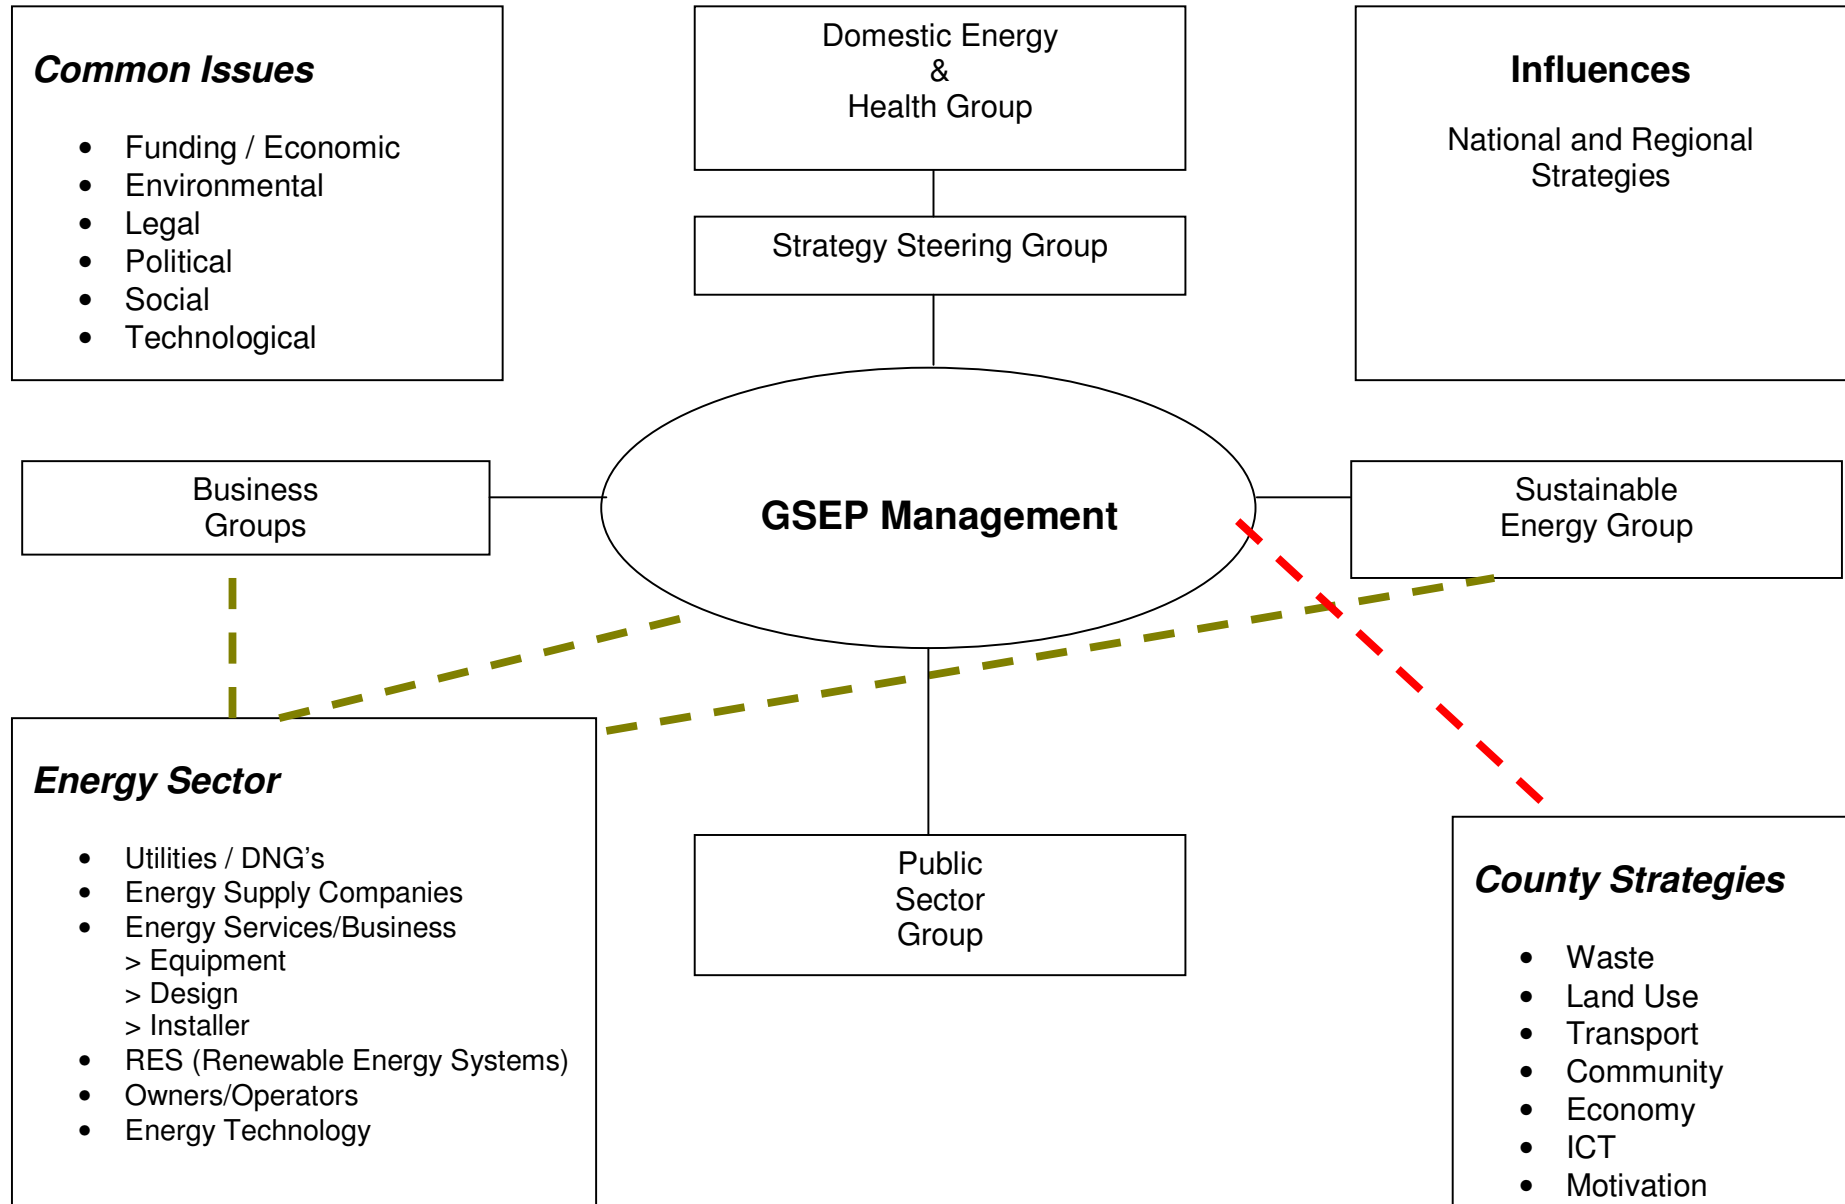 Common Issues
• Funding / Economic
• Environmental
• Legal
• Political
• Social
• Technological
Domestic Energy
&
Health Group
Strategy Steering Group
Influences
National and Regional
Strategies
Business
Groups
GSEP Management
Sustainable
Energy Group
Energy Sector
• Utilities / DNG's
• Energy Supply Companies
• Energy Services/Business
> Equipment
> Design
> Installer
• RES (Renewable Energy Systems)
• Owners/Operators
• Energy Technology
Public
Sector
Group
County Strategies
• Waste
• Land Use
• Transport
• Community
• Economy
• ICT
• Motivation